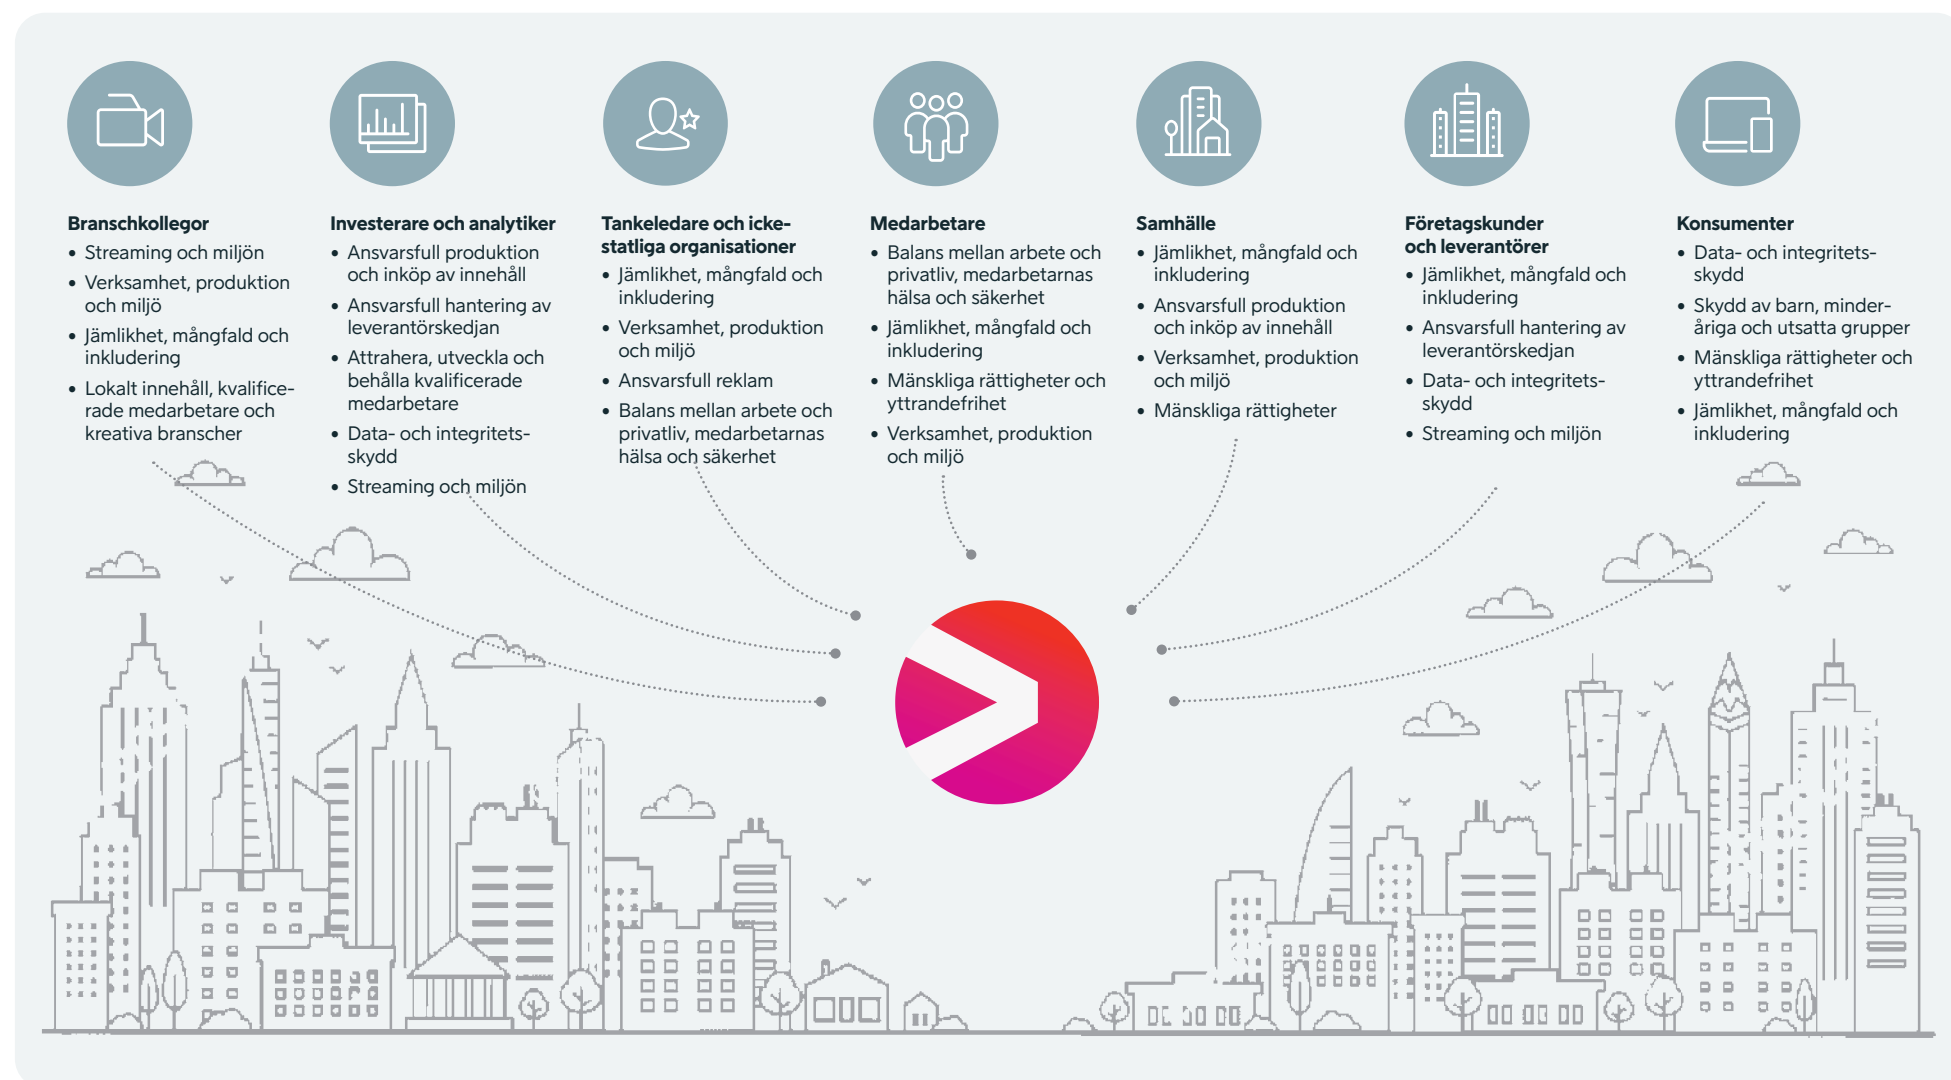 Branschkollegor
• Streaming och miljön
• Verksamhet, produktion
och miljö
• Jämlikhet, mångfald och
inkludering
• Lokalt innehåll, kvalifice-
rade medarbetare och
kreativa branscher
Investerare och analytiker
• Ansvarsfull produktion
och inköp av innehåll
• Ansvarsfull hantering av
leverantörskedjan
• Attrahera, utveckla och
behålla kvalificerade
medarbetare
• Data- och integritets-
skydd
• Streaming och miljön
Tankeledare och icke-
statliga organisationer
• Jämlikhet, mångfald och
inkludering
• Verksamhet, produktion
och miljö
• Ansvarsfull reklam
• Balans mellan arbete och
privatliv, medarbetarnas
hälsa och säkerhet
Medarbetare
• Balans mellan arbete och
privatliv, medarbetarnas
hälsa och säkerhet
• Jämlikhet, mångfald och
inkludering
• Mänskliga rättigheter och
yttrandefrihet
• Verksamhet, produktion
och miljö
Samhälle
• Jämlikhet, mångfald och
inkludering
• Ansvarsfull produktion
och inköp av innehåll
• Verksamhet, produktion
och miljö
• Mänskliga rättigheter
Företagskunder
och leverantörer
• Jämlikhet, mångfald och
inkludering
• Ansvarsfull hantering av
leverantörskedjan
• Data- och integritets-
skydd
• Streaming och miljön
Konsumenter
• Data- och integritets-
skydd
• Skydd av barn, minder-
åriga och utsatta grupper
• Mänskliga rättigheter och
yttrandefrihet
• Jämlikhet, mångfald och
inkludering